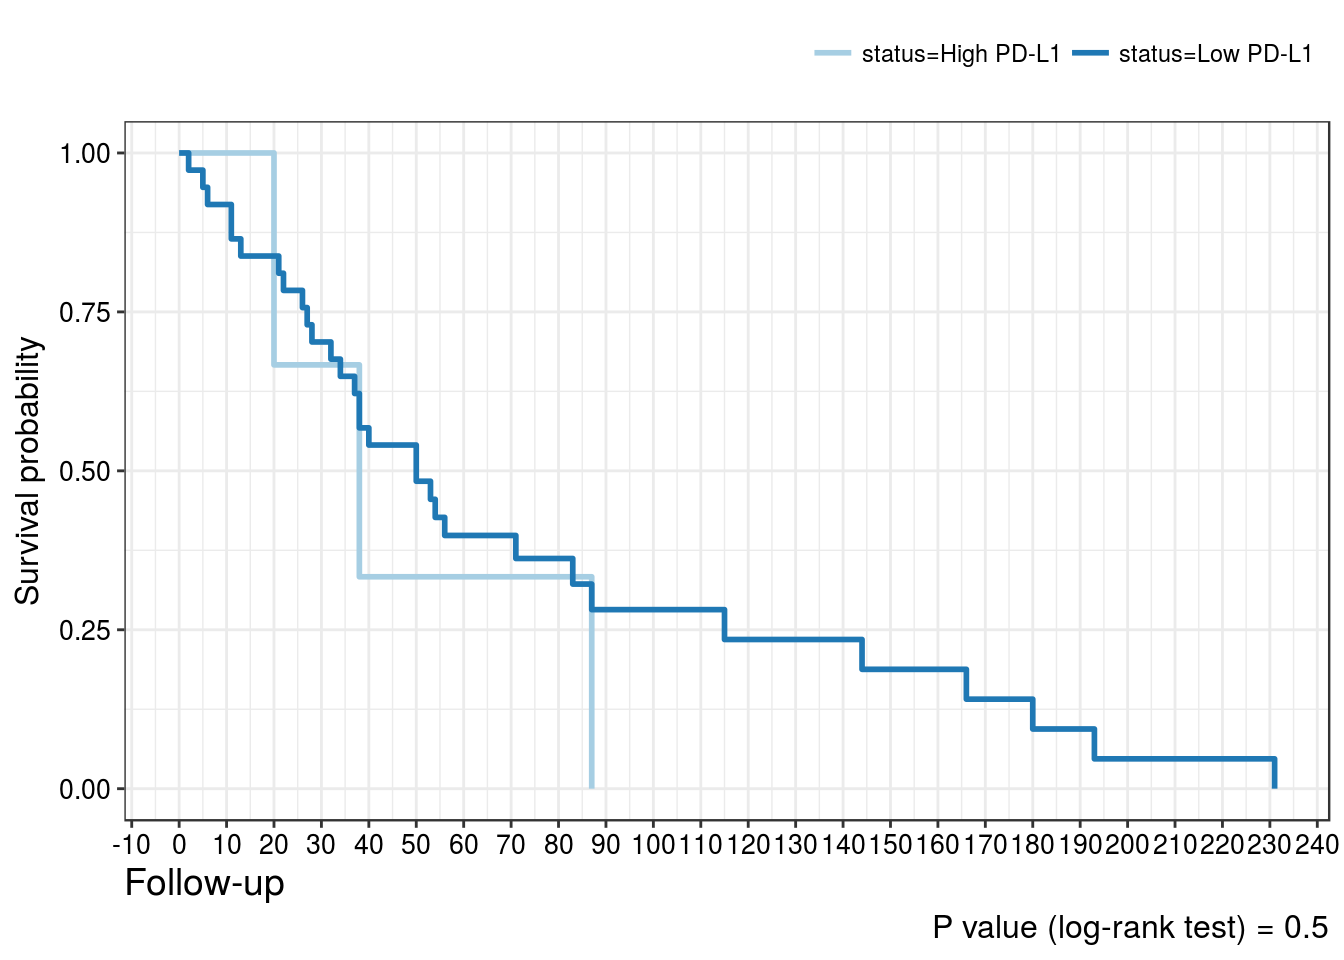 status=High PD-L1 status=Low PD-L1
Survival probability
1.00
0.75
0.50
0.25
0.00
-10 0 10 20 30 40 50 60 70 80 90 100 110 120 130 140 150 160 170 180 190 200 210 220 230 240
Follow-up
P value (log-rank test) = 0.5